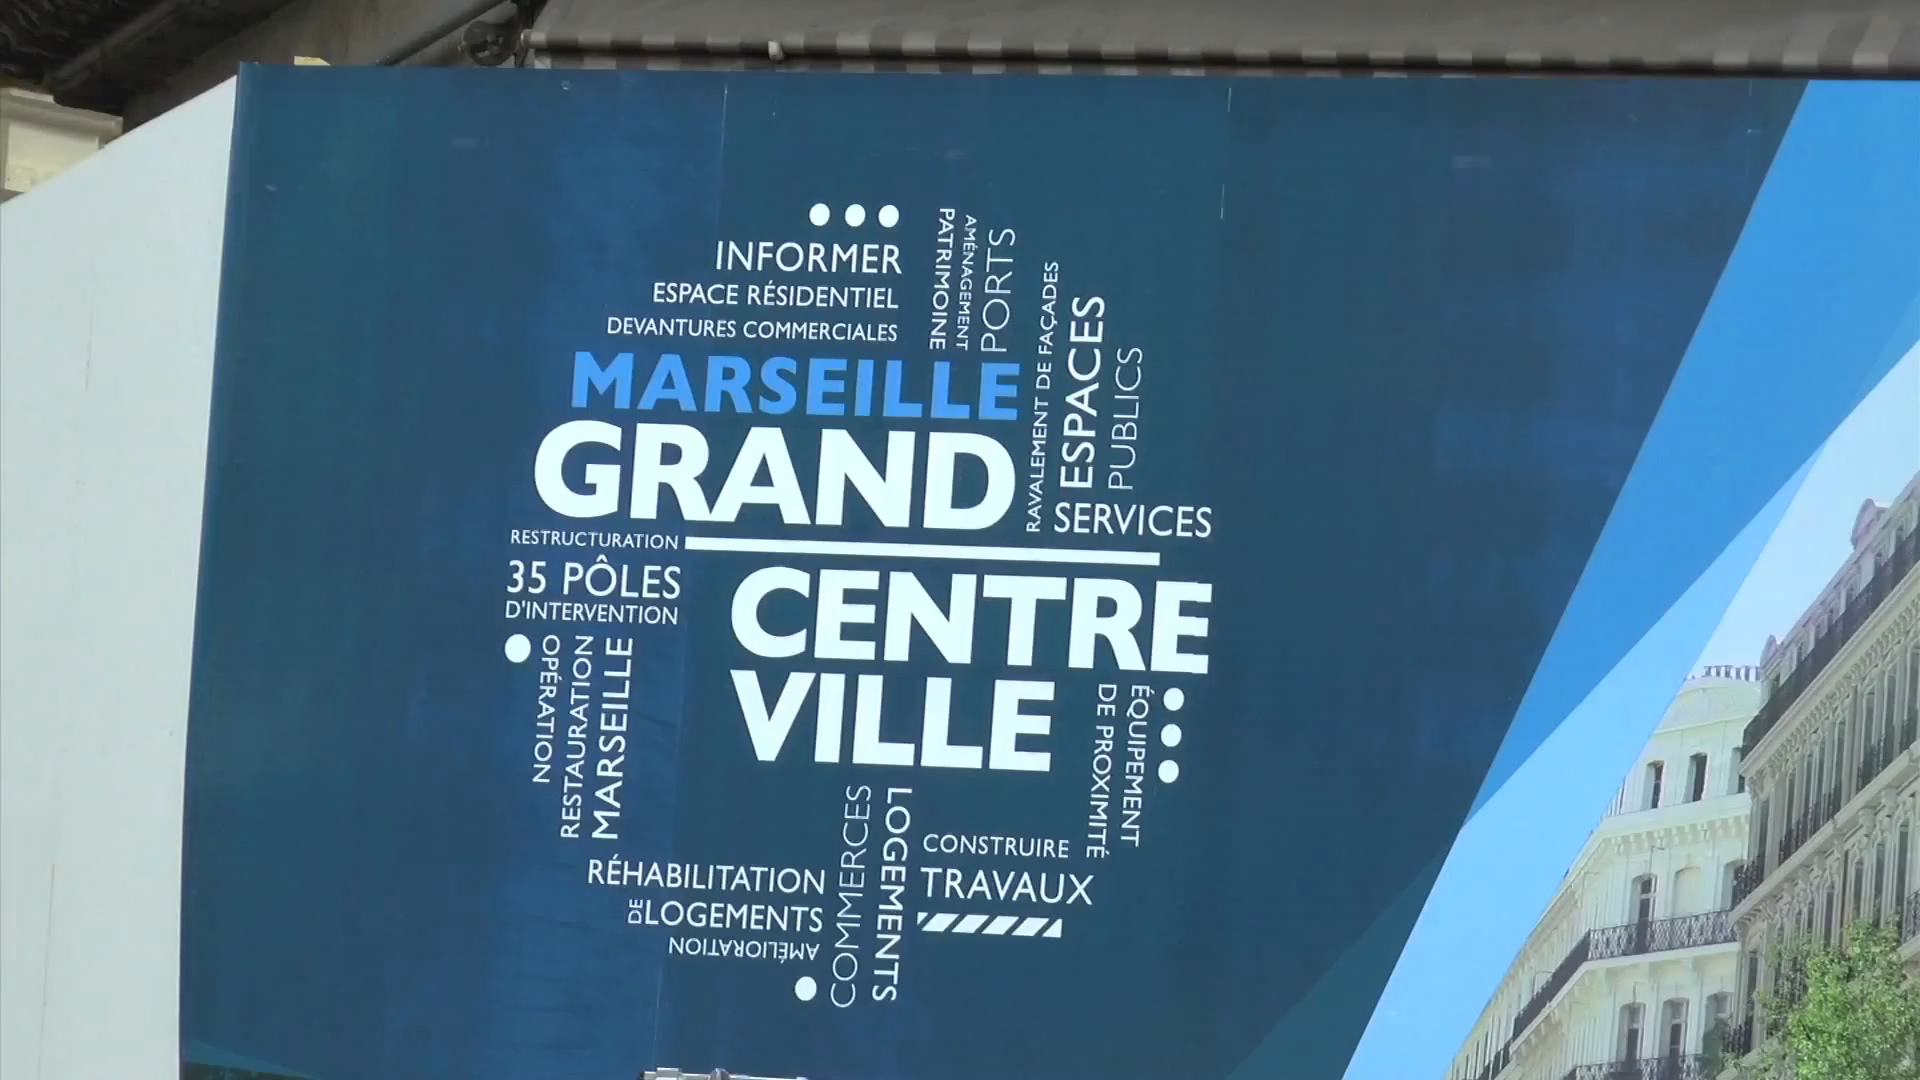 INFORMER
ESPACE RÉSIDENTIEL
DEVANTURES COMMERCIALES
PATRIMOINE
AMÉNAGEMENT
PORTS
RAVALEMENT DE FAÇADES
ESPACES
PUBLICS
MARSEILLE
GRAND
SERVICES
RESTRUCTURATION
35 PÔLES
D'INTERVENTION
CENTRE
VILLE
OPÉRATION
RESTAURATION
MARSEILLE
ÉQUIPEMENT
DE PROXIMITÉ
RÉHABILITATION
DE LOGEMENTS
AMÉLIORATION
COMMERCES
LOGEMENTS
CONSTRUIRE
TRAVAUX